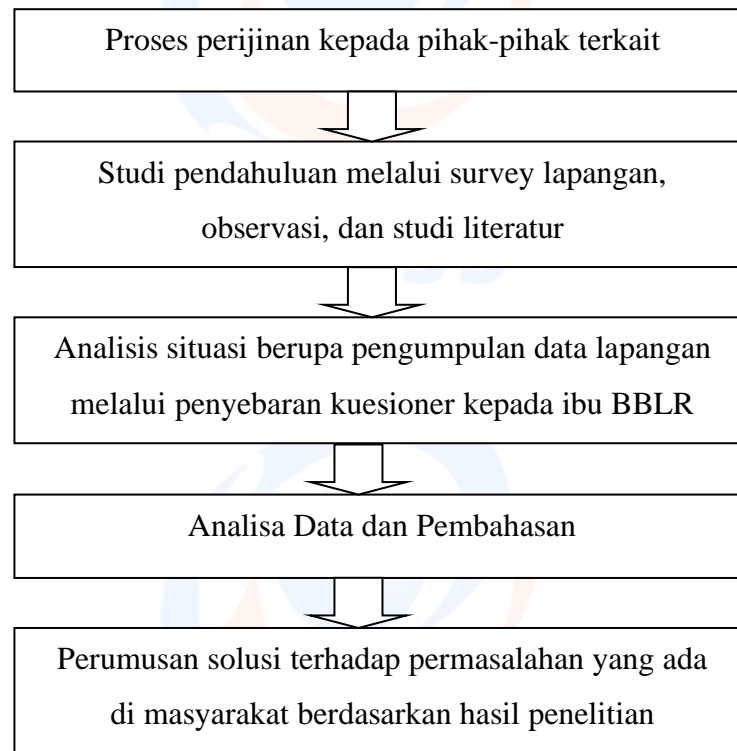 Proses perijinan kepada pihak-pihak terkait
Studi pendahuluan melalui survey lapangan,
observasi, dan studi literatur
Analisis situasi berupa pengumpulan data lapangan
melalui penyebaran kuesioner kepada ibu BBLR
Analisa Data dan Pembahasan
Perumusan solusi terhadap permasalahan yang ada
di masyarakat berdasarkan hasil penelitian